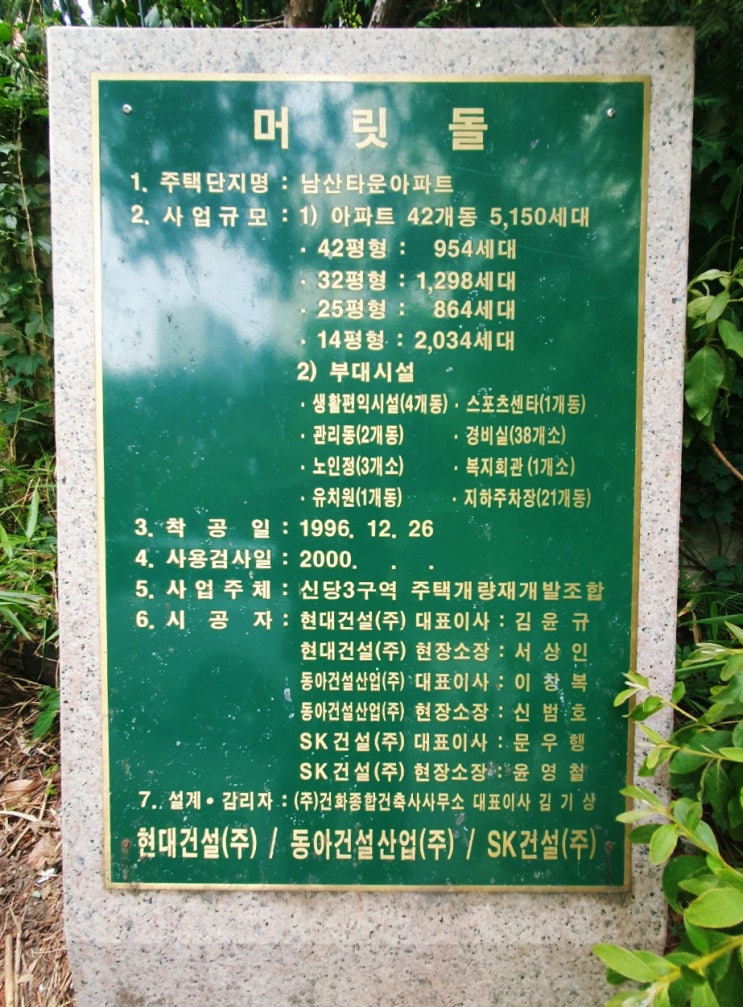 머릿돌
1. 주택단지명 : 남산타운아파트
2. 사업규모 : 1) 아파트 42개동 5,150세대
· 42평형 : 954세대
· 32평형 : 1,298세대
· 25평형 : 864세대
· 14평형 : 2,034세대
2) 부대시설
· 생활편익시설(4개동) · 스포츠센타(1개동)
· 관리동(2개동) · 경비실(38개소)
· 노인정(3개소) · 복지회관 (1개소)
· 유치원(1개동) · 지하주차장(21개동)
3. 착공일 : 1996. 12. 26
4. 사용검사일 : 2000. . .
5. 사업주체 : 신당3구역 주택개량재개발조합
6. 시공자 : 현대건설(주) 대표이사 : 김윤규
현대건설(주) 현장소장 : 서상인
동아건설산업(주) 대표이사 : 이창복
동아건설산업(주) 현장소장 : 신범호
SK건설(주) 대표이사 : 문우행
SK건설(주) 현장소장 : 윤영철
7. 설계·감리자 : (주)건화종합건축사사무소 대표이사 김기상
현대건설(주) / 동아건설산업(주) / SK건설(주)